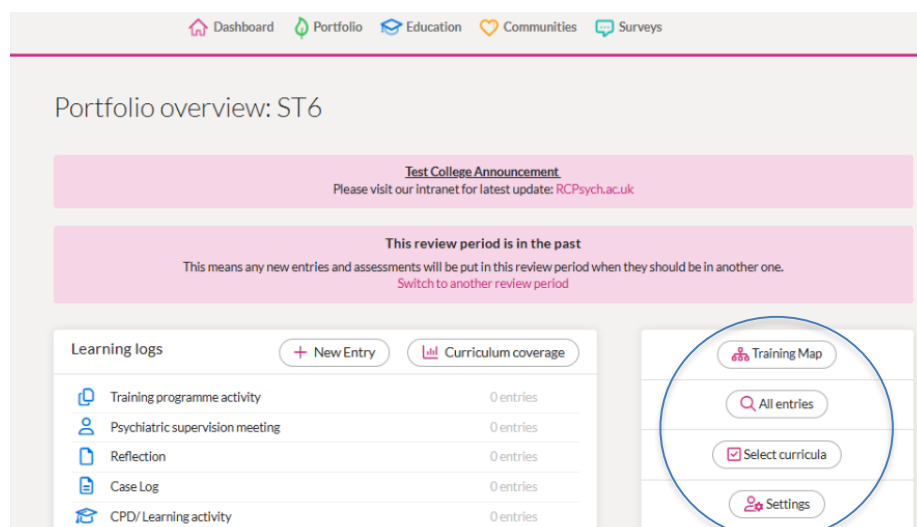 Dashboard Portfolio Education Communities Surveys
Portfolio overview: ST6
Test College Announcement
Please visit our intranet for latest update: RCPsych.ac.uk
This review period is in the past
This means any new entries and assessments will be put in this review period when they should be in another one.
Switch to another review period
Learning logs
+ New Entry
Curriculum coverage
Training programme activity 0 entries
Psychiatric supervision meeting 0 entries
Reflection 0 entries
Case Log 0 entries
CPD/ Learning activity 0 entries
Training Map
All entries
Select curricula
Settings